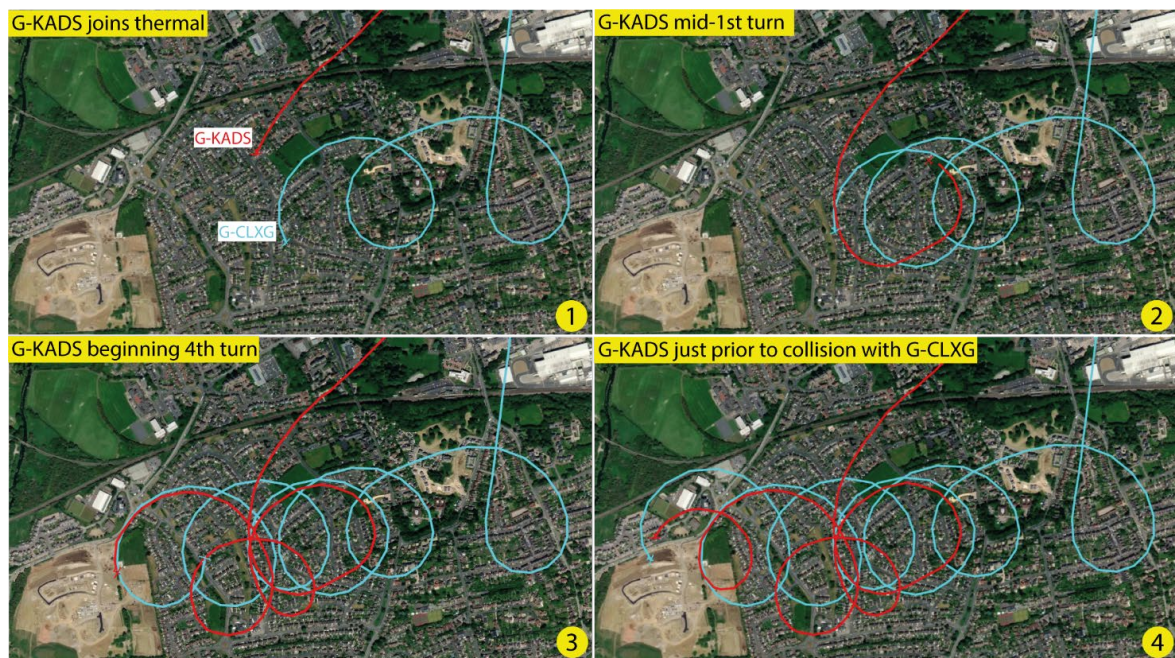 G-KADS joins thermal
G-KADS
G-CLXG
1
G-KADS mid-1st turn
2
G-KADS beginning 4th turn
3
G-KADS just prior to collision with G-CLXG
4